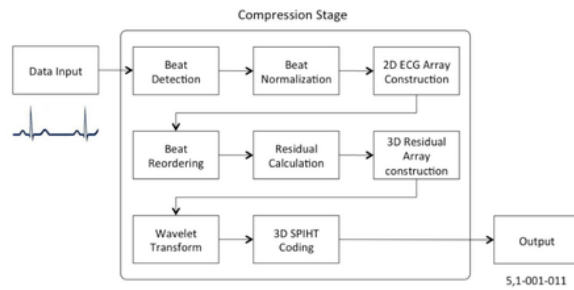 Compression Stage
Data Input
Beat
Detection
Beat
Normalization
2D ECG Array
Construction
Beat
Reordering
Residual
Calculation
3D Residual
Array
construction
Wavelet
Transform
3D SPIHT
Coding
Output
5,1-001-011